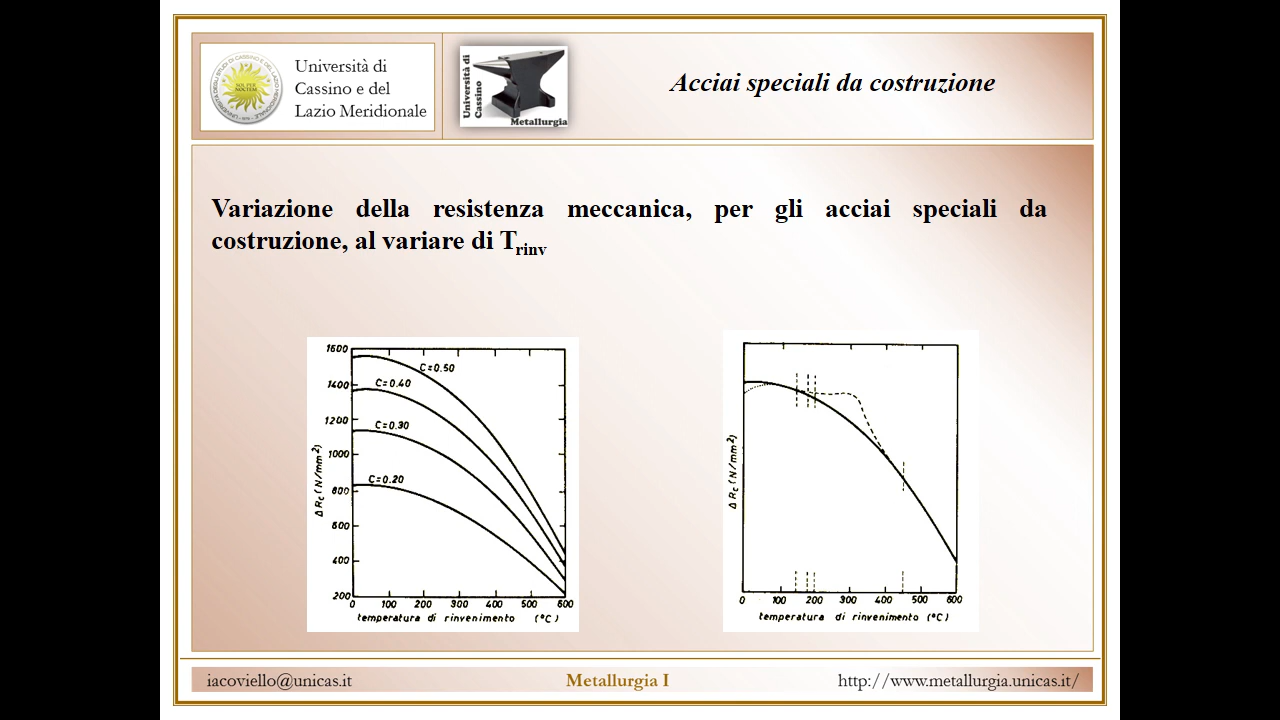 Università di
Cassino e del
Lazio Meridionale
Università di
Cassino
Metallurgia
Acciai speciali da costruzione
Variazione della resistenza meccanica, per gli acciai speciali da
costruzione, al variare di Trinv
1600
1400
1200
1000
800
600
400
200
Δ Rc (N/mm²)
C=0.50
C=0.40
C=0.30
C=0.20
0 100 200 300 400 500 600
temperatura di rinvenimento (°C)
Δ Rc (N/mm²)
0 100 200 300 400 500 600
temperatura di rinvenimento (°C)
iacoviello@unicas.it
Metallurgia I
http://www.metallurgia.unicas.it/